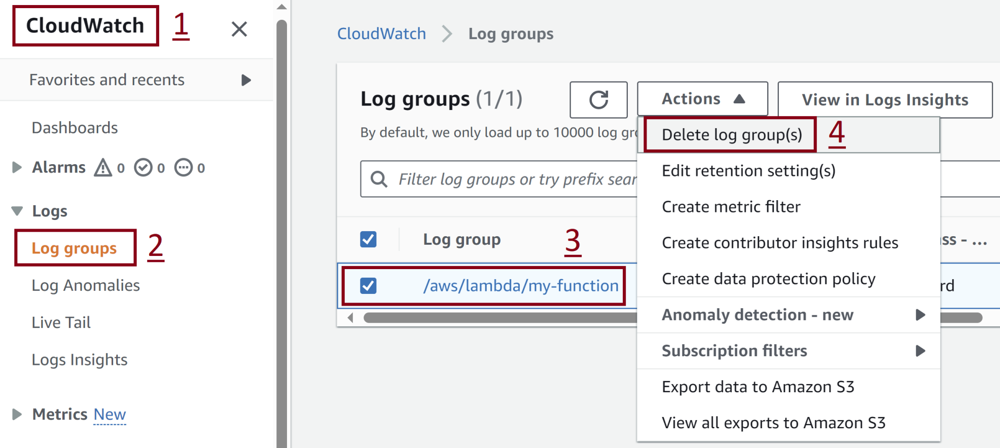 CloudWatch 1
Favorites and recents
Dashboards
Alarms 0 0 0
Logs
Log groups 2
Log Anomalies
Live Tail
Logs Insights
Metrics New
CloudWatch Log groups
Log groups (1/1)
Actions
View in Logs Insights
By default, we only load up to 10000 log
Filter log groups or try prefix
Log group 3
/aws/lambda/my-function
Delete log group(s) 4
Edit retention setting(s)
Create metric filter
Create contributor insights rules
Create data protection policy
Anomaly detection - new
Subscription filters
Export data to Amazon S3
View all exports to Amazon S3